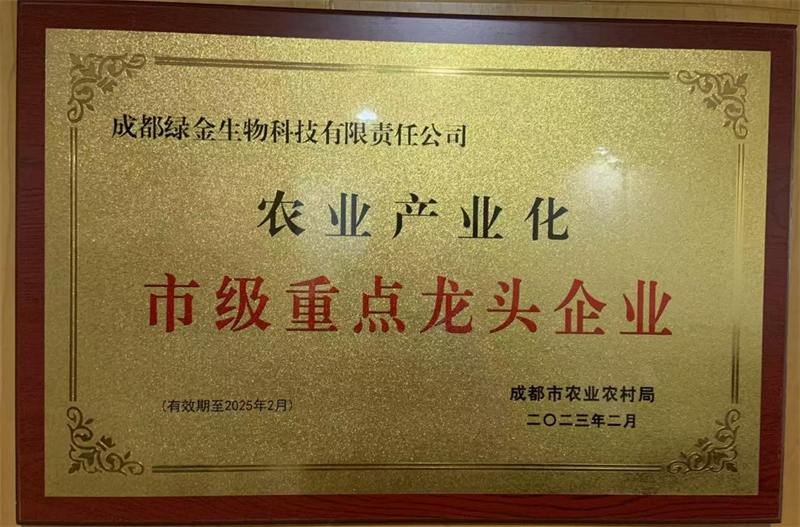 成都绿金生物科技有限责任公司
农业产业化
市级重点龙头企业
(有效期至2025年2月)
成都市农业农村局
二〇二三年二月